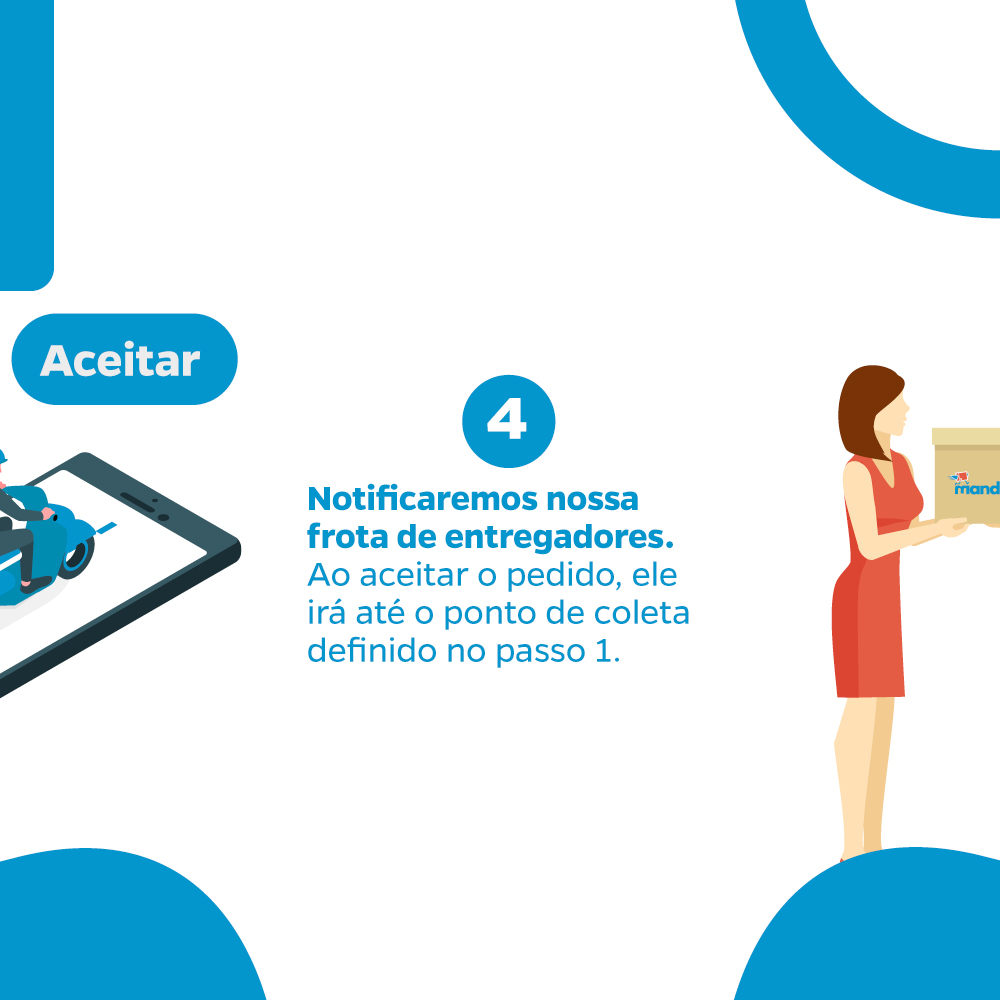 Aceitar
4
Notificaremos nossa
frota de entregadores.
Ao aceitar o pedido, ele
irá até o ponto de coleta
definido no passo 1.
mand